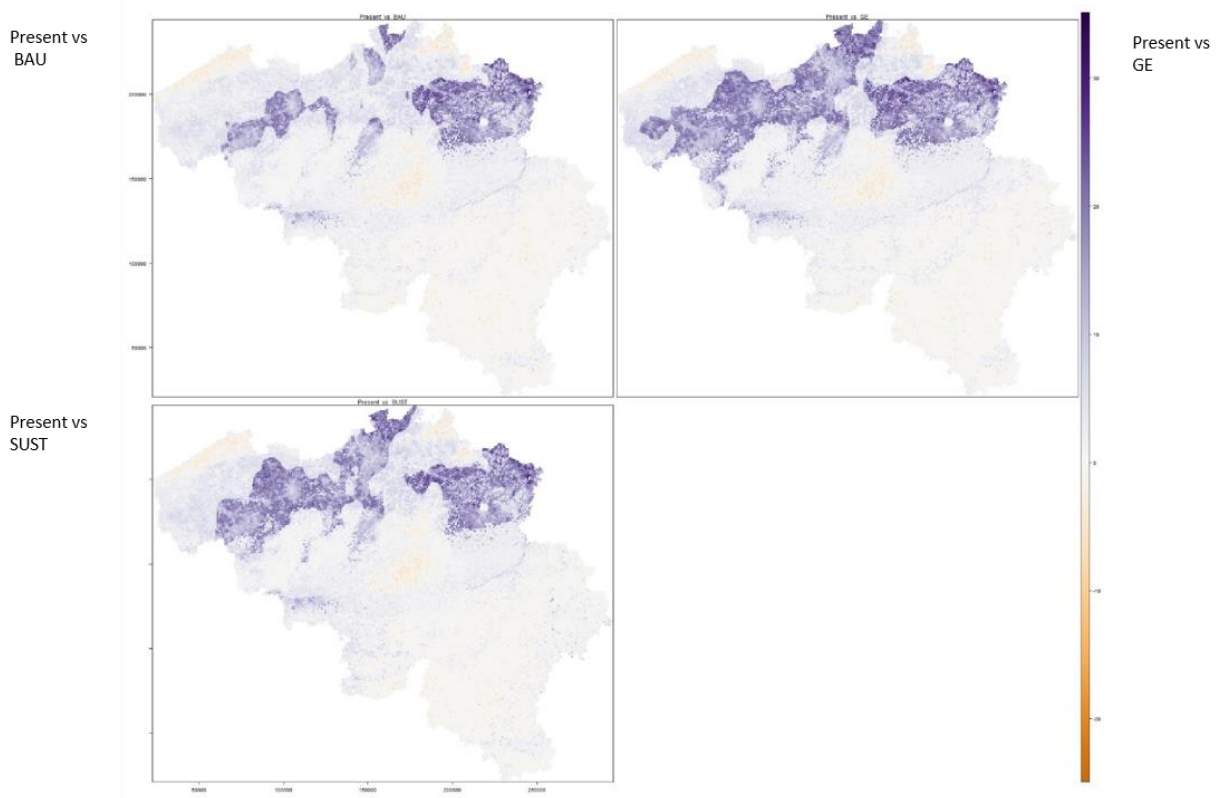 Present vs
BAU
Present vs BAU
Present vs GE
Present vs
GE
200000
150000
100000
50000
30
20
10
0
-10
-20
Present vs
SUST
Present vs SUST
50000
100000
150000
200000
250000